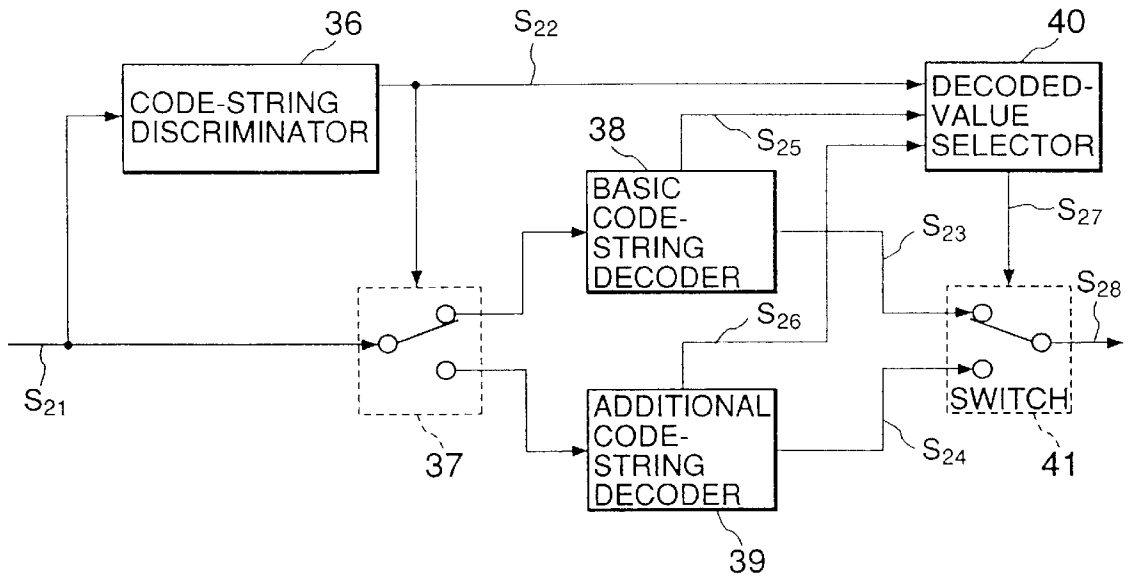 36
S22
40
CODE-STRING
DISCRIMINATOR
DECODED-
VALUE
SELECTOR
S25
38
BASIC
CODE-
STRING
DECODER
S27
S23
S26
S28
S21
37
ADDITIONAL
CODE-
STRING
DECODER
SWITCH
S24
41
39